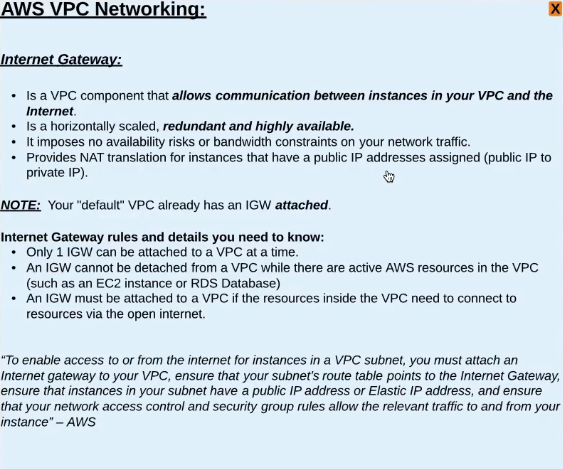 AWS VPC Networking:
X
Internet Gateway:
• Is a VPC component that allows communication between instances in your VPC and the
Internet.
• Is a horizontally scaled, redundant and highly available.
• It imposes no availability risks or bandwidth constraints on your network traffic.
• Provides NAT translation for instances that have a public IP addresses assigned (public IP to
private IP).
NOTE: Your "default" VPC already has an IGW attached.
Internet Gateway rules and details you need to know:
• Only 1 IGW can be attached to a VPC at a time.
• An IGW cannot be detached from a VPC while there are active AWS resources in the VPC
(such as an EC2 instance or RDS Database)
• An IGW must be attached to a VPC if the resources inside the VPC need to connect to
resources via the open internet.
“To enable access to or from the internet for instances in a VPC subnet, you must attach an
Internet gateway to your VPC, ensure that your subnet's route table points to the Internet Gateway,
ensure that instances in your subnet have a public IP address or Elastic IP address, and ensure
that your network access control and security group rules allow the relevant traffic to and from your
instance” – AWS